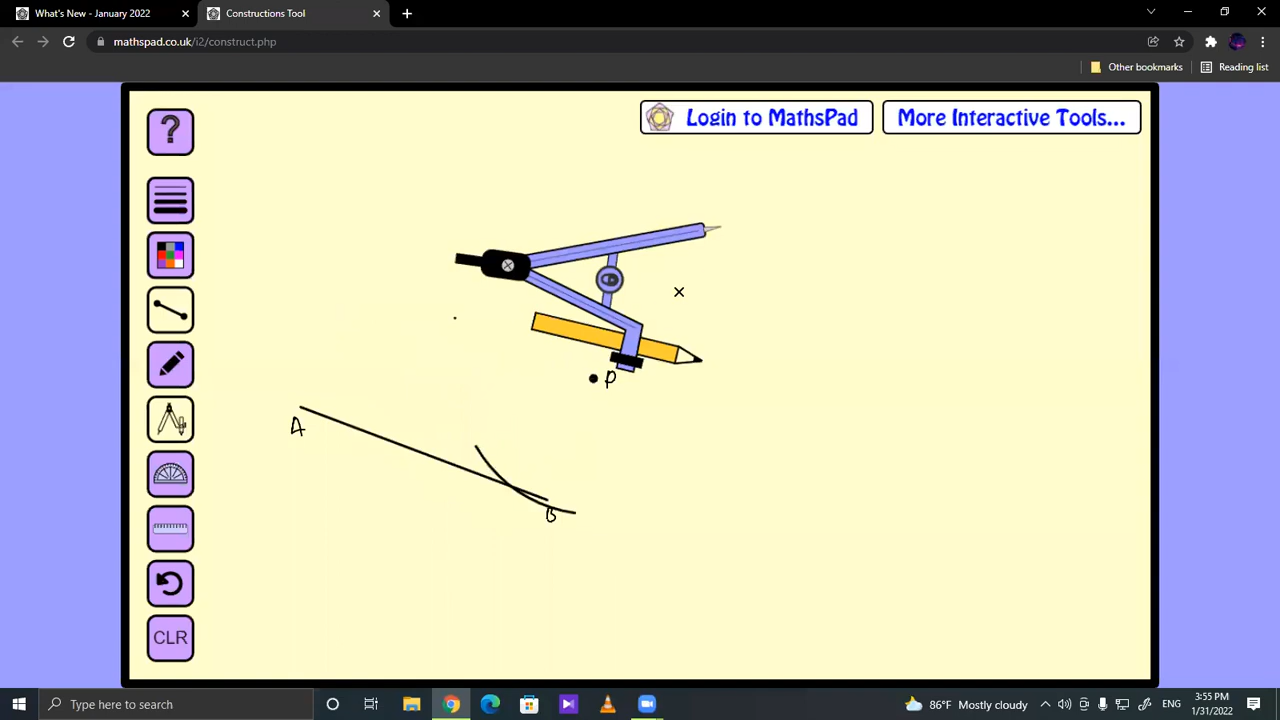 What's New - January 2022
Constructions Tool
mathspad.co.uk/i2/construct.php
Other bookmarks
Reading list
?
Login to MathsPad
More Interactive Tools...
P
A
B
CLR
Type here to search
86°F Mostly cloudy
ENG
3:55 PM
1/31/2022